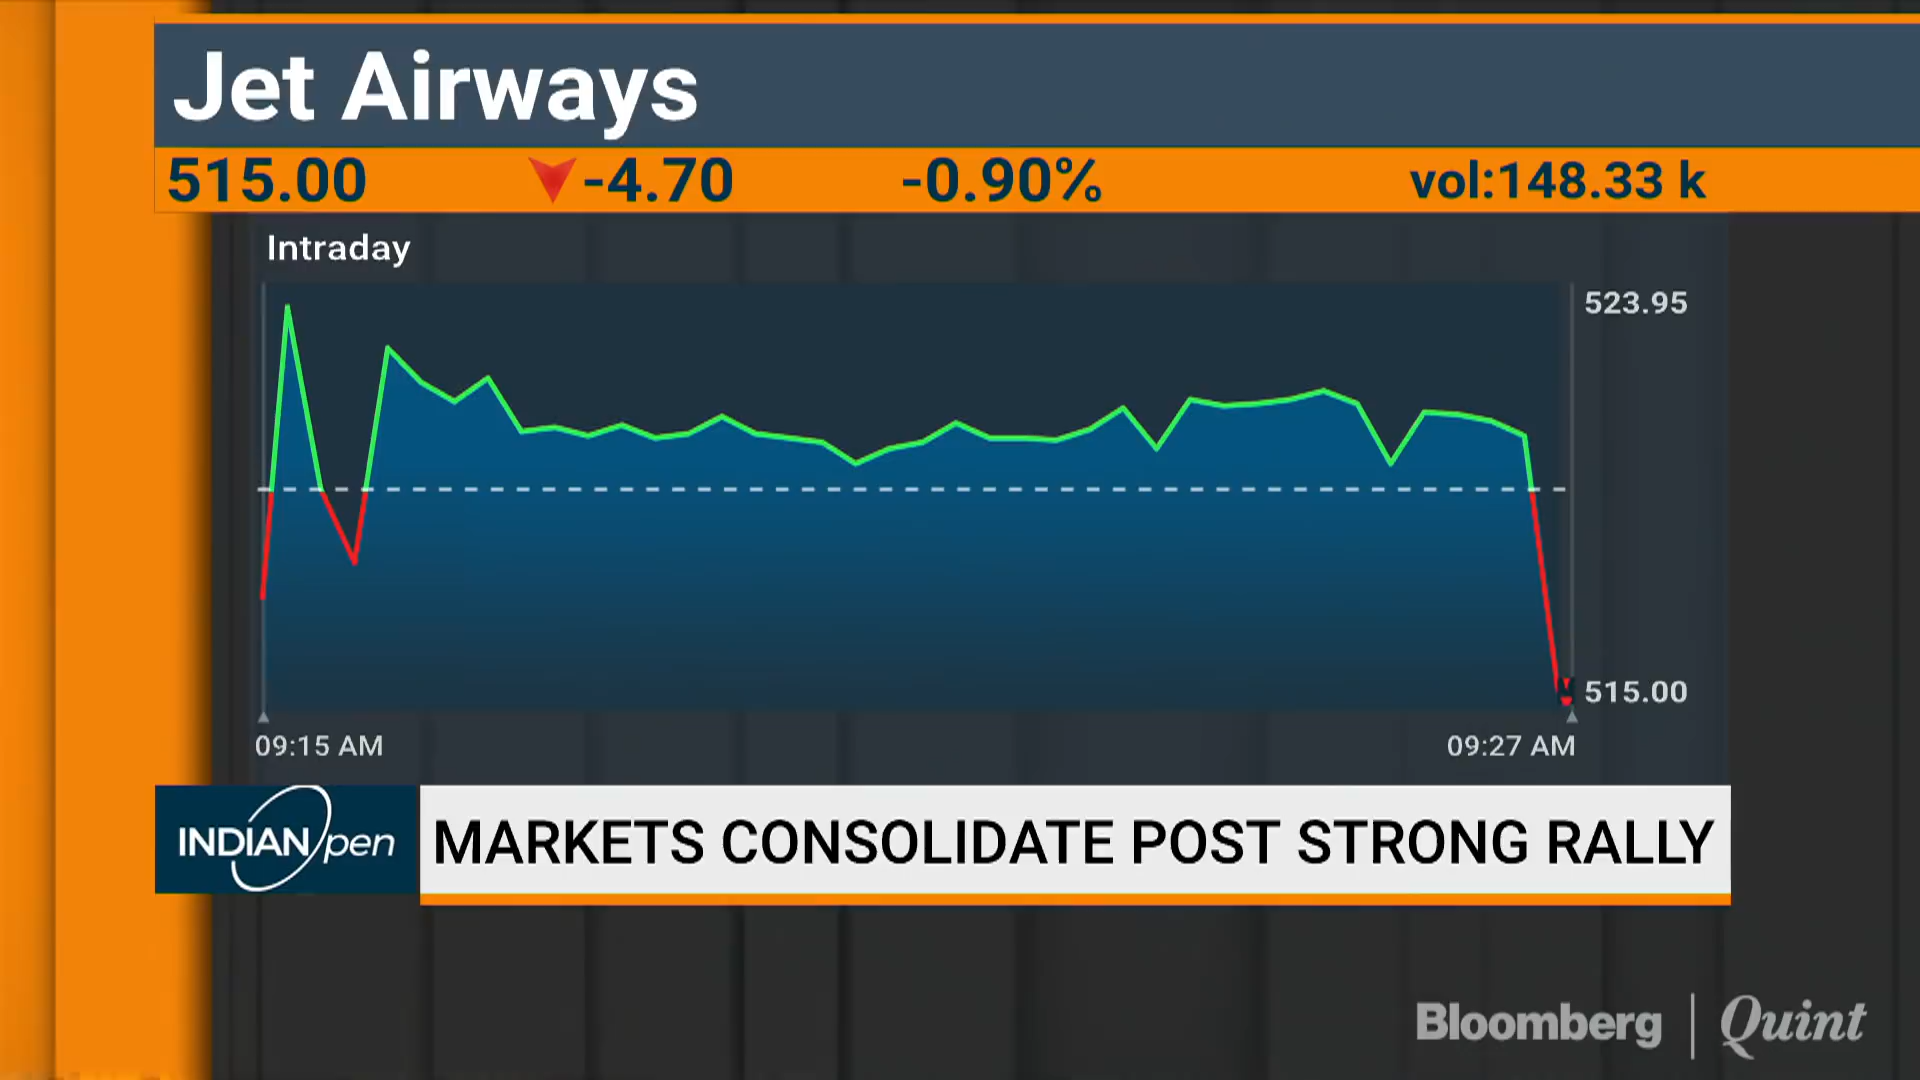 Jet Airways
515.00 -4.70 -0.90% vol:148.33 k
Intraday
523.95
515.00
09:15 AM 09:27 AM
INDIAN Open MARKETS CONSOLIDATE POST STRONG RALLY
Bloomberg | Quint